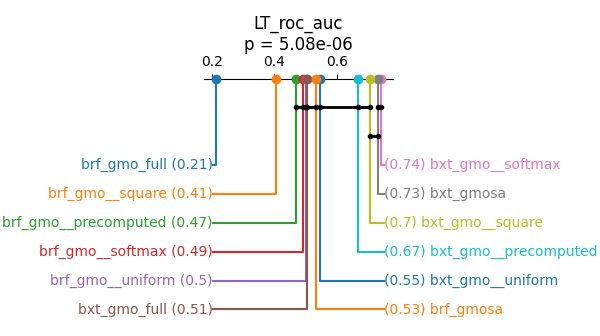 LT_roc_auc
p = 5.08e-06
0.2 0.4 0.6
brf_gmo_full (0.21) (0.74) bxt_gmo__softmax
brf_gmo__square (0.41) (0.73) bxt_gmosa
brf_gmo__precomputed (0.47) (0.7) bxt_gmo__square
brf_gmo__softmax (0.49) (0.67) bxt_gmo__precomputed
brf_gmo__uniform (0.5) (0.55) bxt_gmo__uniform
bxt_gmo_full (0.51) (0.53) brf_gmosa